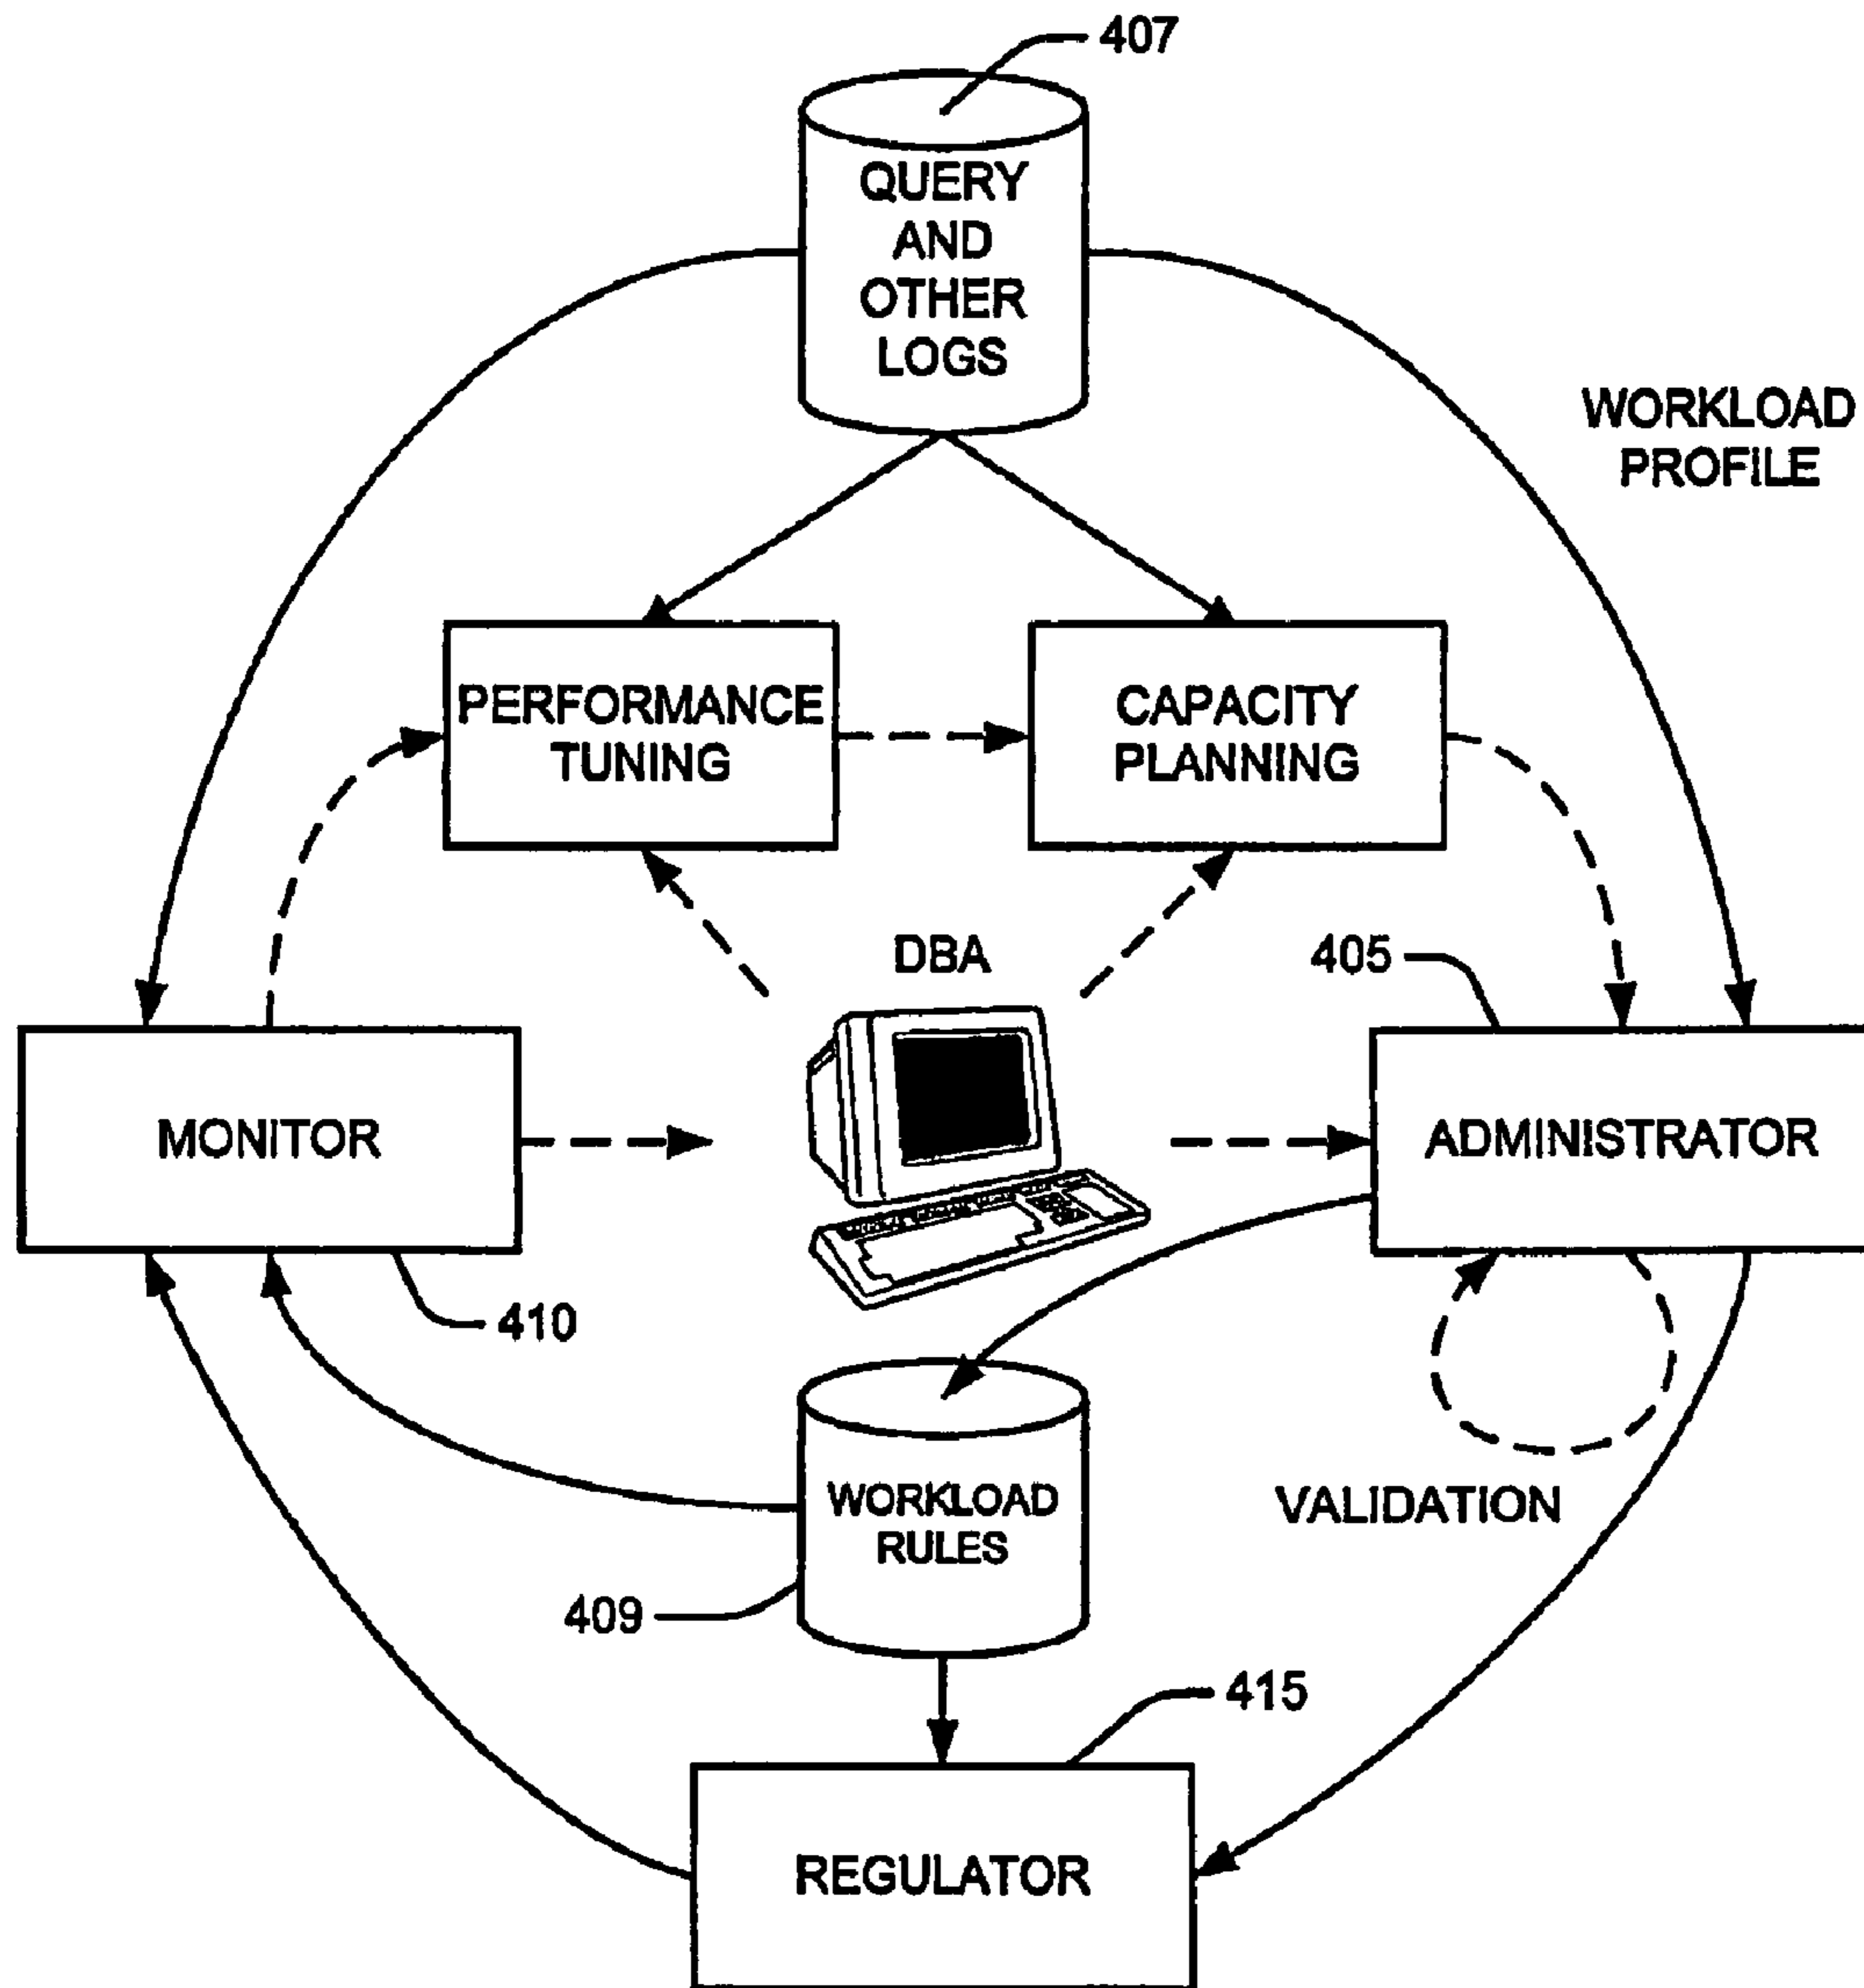 407
QUERY
AND
OTHER
LOGS
WORKLOAD
PROFILE
PERFORMANCE
TUNING
CAPACITY
PLANNING
DBA
405
MONITOR
ADMINISTRATOR
410
WORKLOAD
RULES
VALIDATION
409
415
REGULATOR